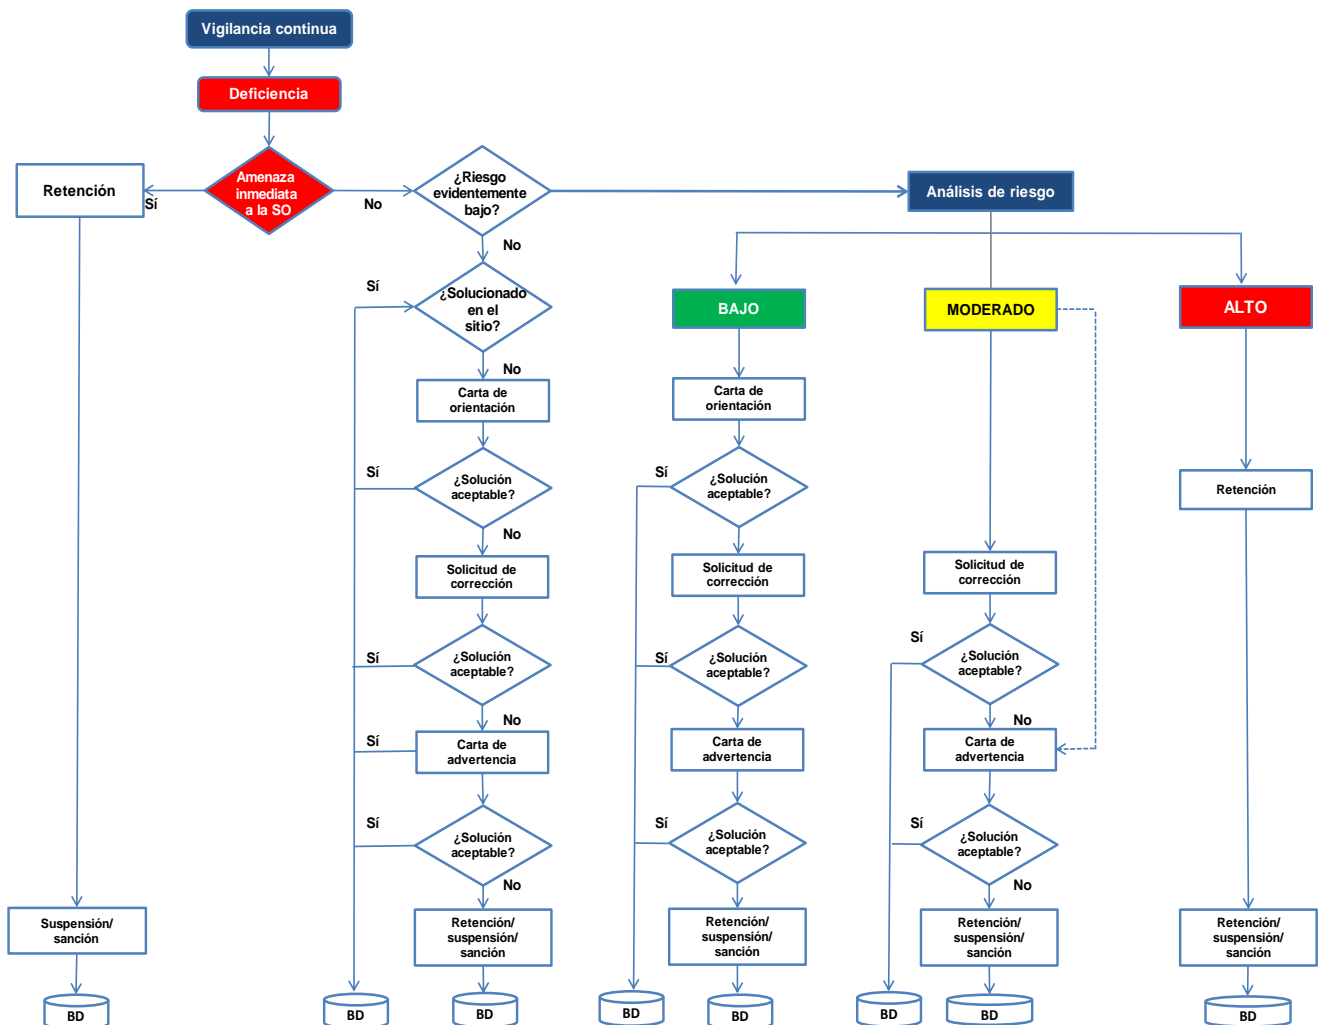 Vigilancia continua
Deficiencia
Retención
Amenaza
inmediata
a la SO
Sí
No
¿Riesgo
evidentemente
bajo?
Análisis de riesgo
No
Sí
¿Solucionado
en el
sitio?
BAJO
MODERADO
ALTO
No
Carta de
orientación
Carta de
orientación
Sí
¿Solución
aceptable?
Sí
¿Solución
aceptable?
Retención
No
Solicitud de
corrección
Solicitud de
corrección
Solicitud de
corrección
Sí
¿Solución
aceptable?
Sí
¿Solución
aceptable?
Sí
¿Solución
aceptable?
No
No
Sí
Carta de
advertencia
Carta de
advertencia
Carta de
advertencia
Sí
¿Solución
aceptable?
Sí
¿Solución
aceptable?
Sí
¿Solución
aceptable?
No
No
Suspensión/
sanción
Retención/
suspensión/
sanción
Retención/
suspensión/
sanción
Retención/
suspensión/
sanción
Retención/
suspensión/
sanción
BD
BD
BD
BD
BD
BD
BD
BD